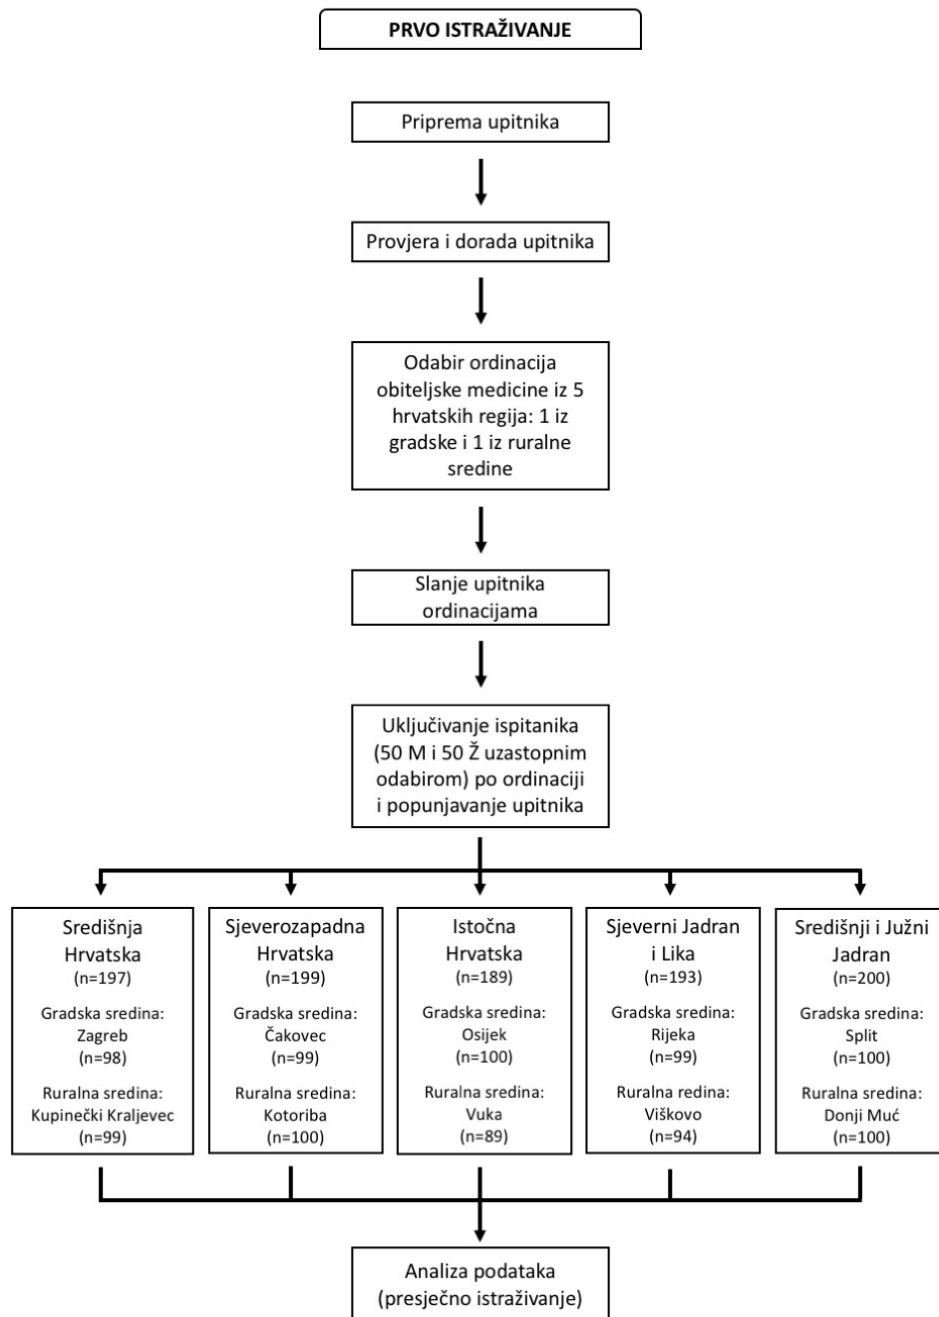 PRVO ISTRAŽIVANJE
Priprema upitnika
Provjera i dorada upitnika
Odabir ordinacija
obiteljske medicine iz 5
hrvatskih regija: 1 iz
gradske i 1 iz ruralne
sredine
Slanje upitnika
ordinacijama
Uključivanje ispitanika
(50 M i 50 Ž uzastopnim
odabirom) po ordinaciji
i popunjavanje upitnika
Središnja
Hrvatska
(n=197)
Gradska sredina:
Zagreb
(n=98)
Ruralna sredina:
Kupinečki Kraljevec
(n=99)
Sjeverozapadna
Hrvatska
(n=199)
Gradska sredina:
Čakovec
(n=99)
Ruralna sredina:
Kotoriba
(n=100)
Istočna
Hrvatska
(n=189)
Gradska sredina:
Osijek
(n=100)
Ruralna sredina:
Vuka
(n=89)
Sjeverni Jadran
i Lika
(n=193)
Gradska sredina:
Rijeka
(n=99)
Ruralna redina:
Viškovo
(n=94)
Središnji i Južni
Jadran
(n=200)
Gradska sredina:
Split
(n=100)
Ruralna sredina:
Donji Muć
(n=100)
Analiza podataka
(presječno istraživanje)